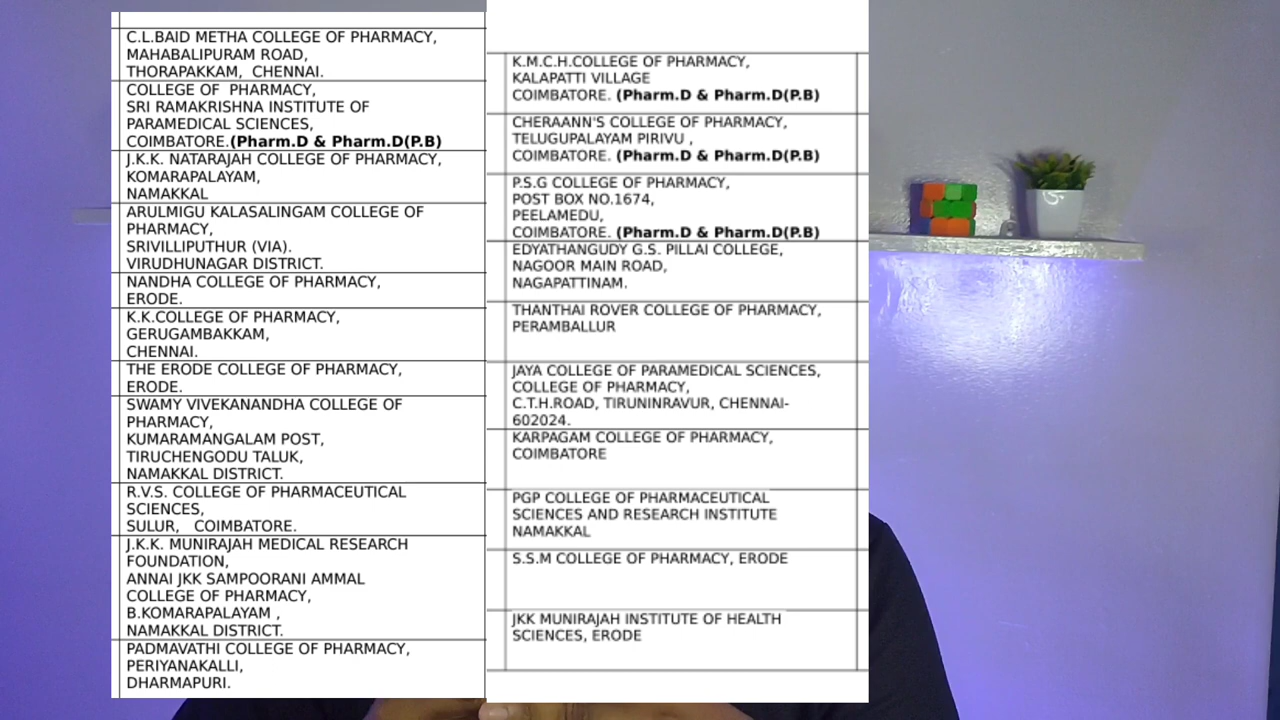 C.L.BAID METHA COLLEGE OF PHARMACY,
MAHABALIPURAM ROAD,
THORAPAKKAM, CHENNAI.
COLLEGE OF PHARMACY,
SRI RAMAKRISHNA INSTITUTE OF
PARAMEDICAL SCIENCES,
COIMBATORE.(Pharm.D & Pharm.D(P.B)
J.K.K. NATARAJAH COLLEGE OF PHARMACY,
KOMARAPALAYAM,
NAMAKKAL
ARULMIGU KALASALINGAM COLLEGE OF
PHARMACY,
SRIVILLIPUTHUR (VIA).
VIRUDHUNAGAR DISTRICT.
NANDHA COLLEGE OF PHARMACY,
ERODE.
K.K.COLLEGE OF PHARMACY,
GERUGAMBAKKAM,
CHENNAI.
THE ERODE COLLEGE OF PHARMACY,
ERODE.
SWAMY VIVEKANANDHA COLLEGE OF
PHARMACY,
KUMARAMANGALAM POST,
TIRUCHENGODU TALUK,
NAMAKKAL DISTRICT.
R.V.S. COLLEGE OF PHARMACEUTICAL
SCIENCES,
SULUR, COIMBATORE.
J.K.K. MUNIRAJAH MEDICAL RESEARCH
FOUNDATION,
ANNAI JKK SAMPOORANI AMMAL
COLLEGE OF PHARMACY,
B.KOMARAPALAYAM ,
NAMAKKAL DISTRICT.
PADMAVATHI COLLEGE OF PHARMACY,
PERIYANAKALLI,
DHARMAPURI.
K.M.C.H.COLLEGE OF PHARMACY,
KALAPATTI VILLAGE
COIMBATORE. (Pharm.D & Pharm.D(P.B)
CHERAANN'S COLLEGE OF PHARMACY,
TELUGUPALAYAM PIRIVU ,
COIMBATORE. (Pharm.D & Pharm.D(P.B)
P.S.G COLLEGE OF PHARMACY,
POST BOX NO.1674,
PEELAMEDU,
COIMBATORE. (Pharm.D & Pharm.D(P.B)
EDYATHANGUDY G.S. PILLAI COLLEGE,
NAGOOR MAIN ROAD,
NAGAPATTINAM.
THANTHAI ROVER COLLEGE OF PHARMACY,
PERAMBALLUR
JAYA COLLEGE OF PARAMEDICAL SCIENCES,
COLLEGE OF PHARMACY,
C.T.H.ROAD, TIRUNINRAVUR, CHENNAI-
602024.
KARPAGAM COLLEGE OF PHARMACY,
COIMBATORE
PGP COLLEGE OF PHARMACEUTICAL
SCIENCES AND RESEARCH INSTITUTE
NAMAKKAL
S.S.M COLLEGE OF PHARMACY, ERODE
JKK MUNIRAJAH INSTITUTE OF HEALTH
SCIENCES, ERODE